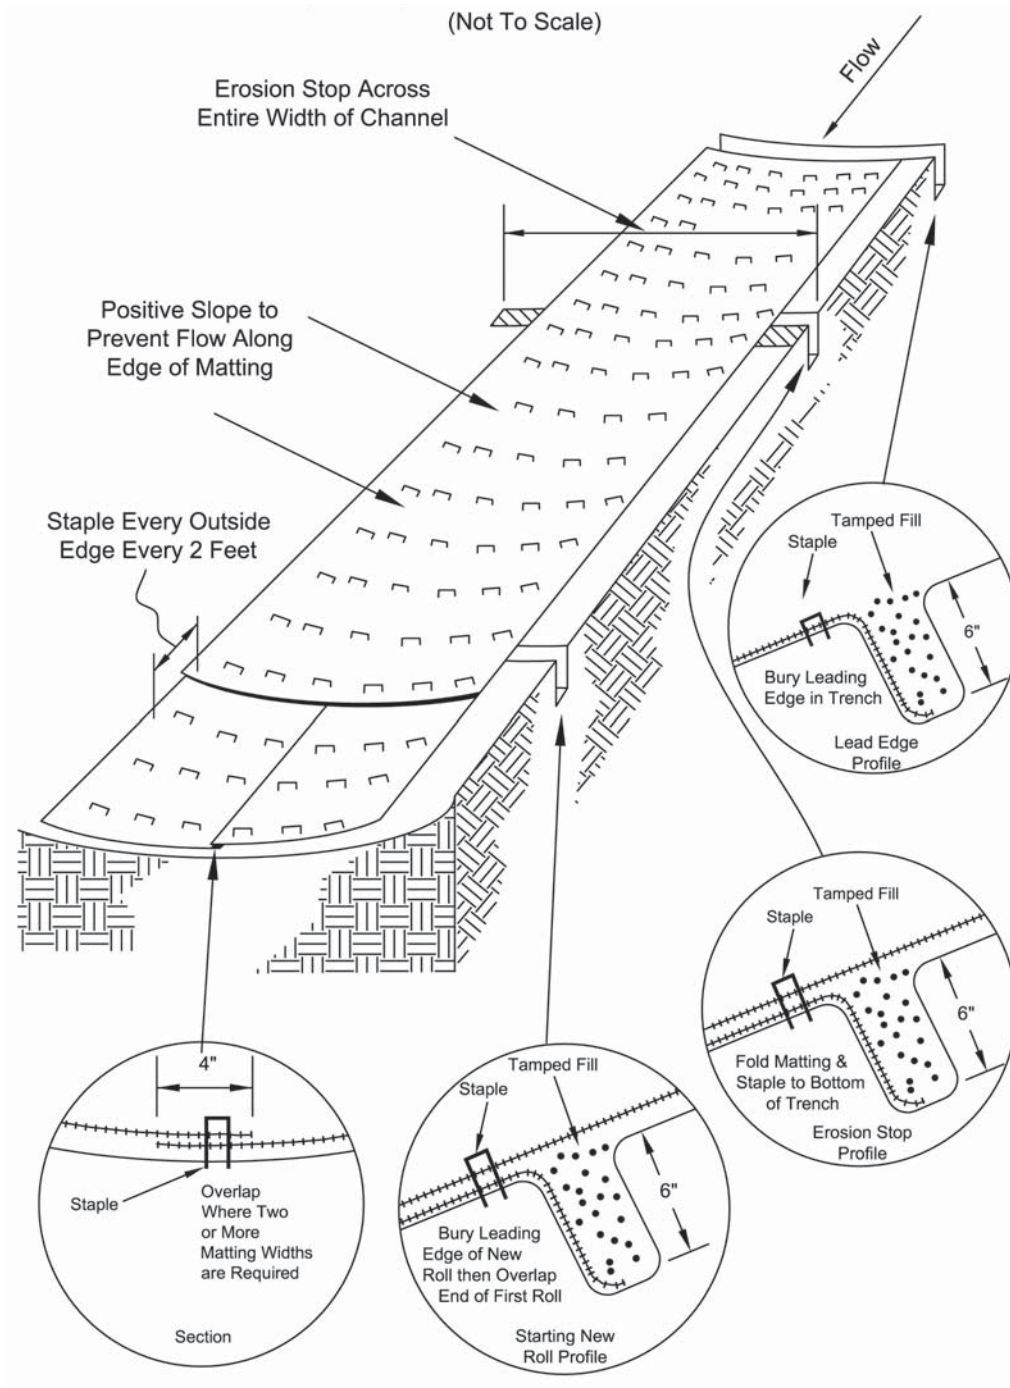 (Not To Scale)
Flow
Erosion Stop Across
Entire Width of Channel
Positive Slope to
Prevent Flow Along
Edge of Matting
Staple Every Outside
Edge Every 2 Feet
Tamped Fill
Staple
6"
Bury Leading
Edge in Trench
Lead Edge
Profile
Tamped Fill
Staple
6"
Fold Matting &
Staple to Bottom
of Trench
Erosion Stop
Profile
4"
Staple
Overlap
Where Two
or More
Matting Widths
are Required
Section
Tamped Fill
Staple
6"
Bury Leading
Edge of New
Roll then Overlap
End of First Roll
Starting New
Roll Profile